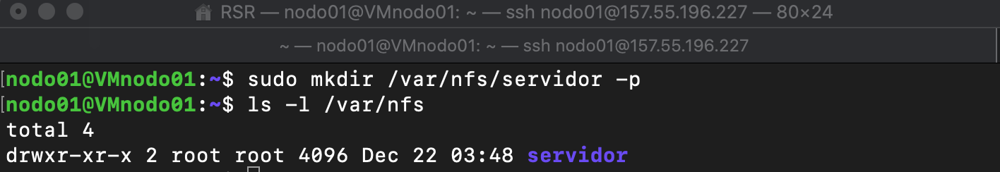 RSR — nodo01@VMnodo01: ~ — ssh nodo01@157.55.196.227 — 80×24
~ — nodo01@VMnodo01: ~ — ssh nodo01@157.55.196.227
[nodo01@VMnodo01:~$ sudo mkdir /var/nfs/servidor -p
[nodo01@VMnodo01:~$ ls -l /var/nfs
total 4
drwxr-xr-x 2 root root 4096 Dec 22 03:48 servidor